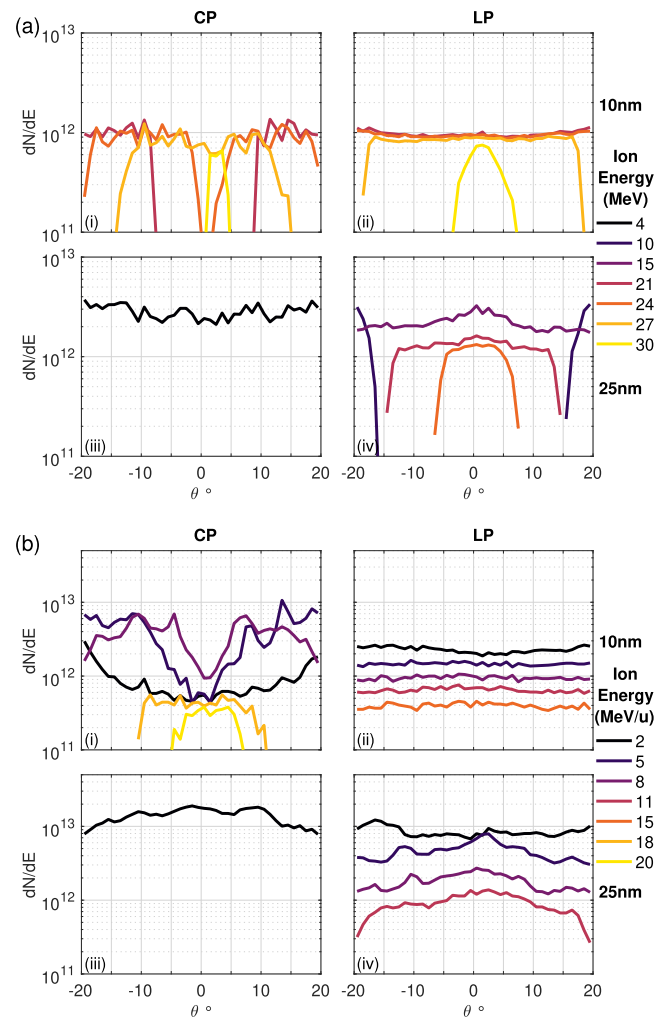 (a)
CP
LP
dN/dE
10^13
10^12
10^11
(i)
(ii)
10nm
Ion
Energy
(MeV)
4
10
15
21
24
27
30
25nm
dN/dE
10^13
10^12
10^11
(iii)
(iv)
-20 -10 0 10 20
-20 -10 0 10 20
θ °
θ °
(b)
CP
LP
dN/dE
10^13
10^12
10^11
(i)
(ii)
10nm
Ion
Energy
(MeV/u)
2
5
8
11
15
18
20
25nm
dN/dE
10^13
10^12
10^11
(iii)
(iv)
-20 -10 0 10 20
-20 -10 0 10 20
θ °
θ °